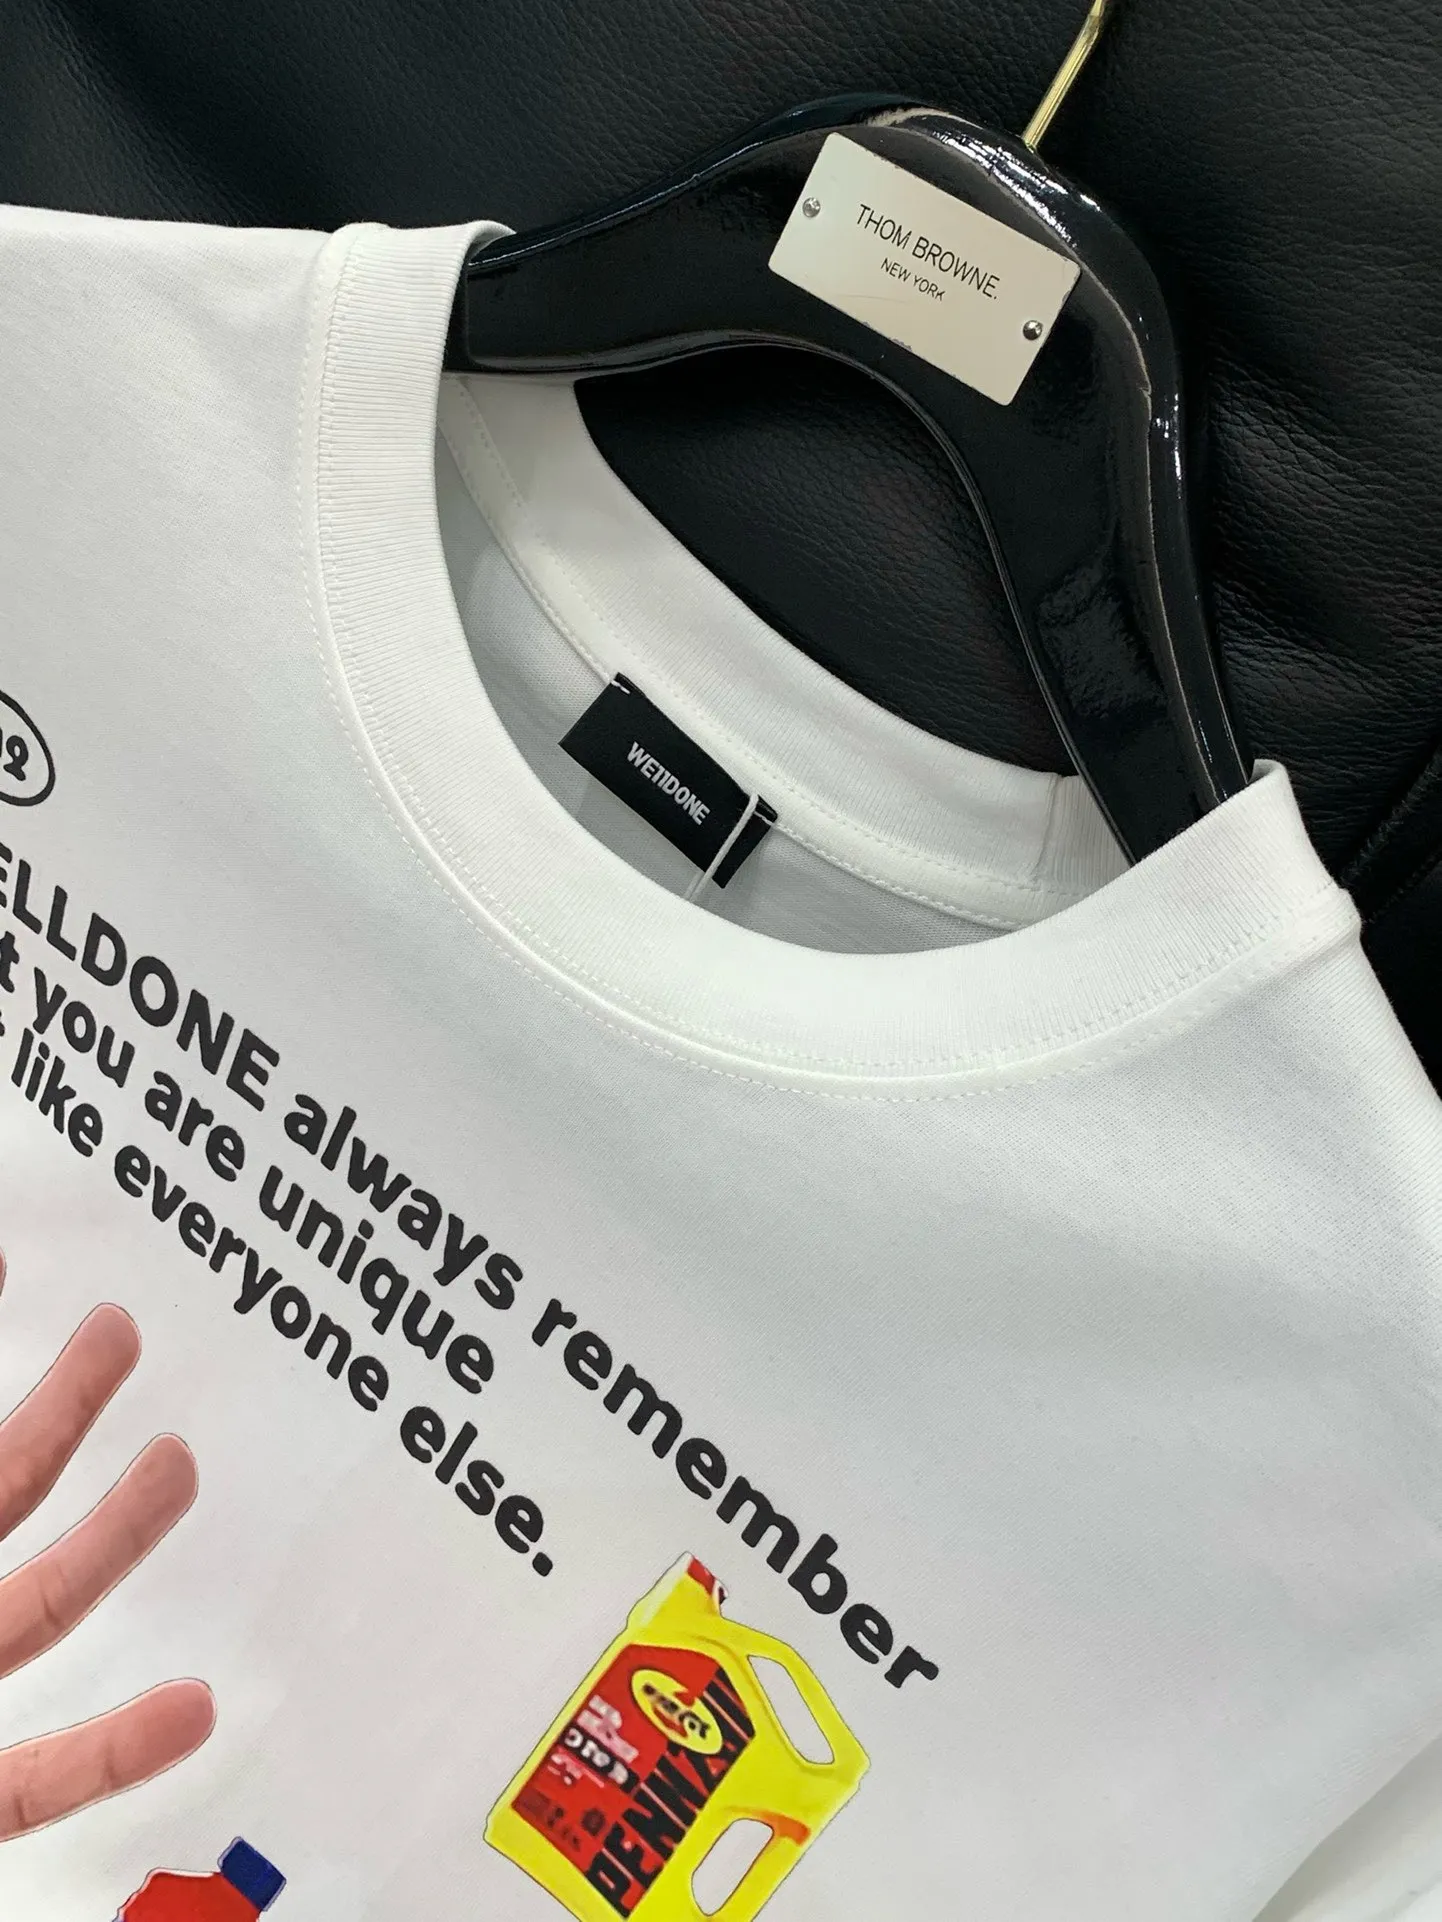 THOM BROWNE.
NEW YORK
WE11DONE
ELLDONE always remember
t you are unique
t like everyone else.
PENNZOIL